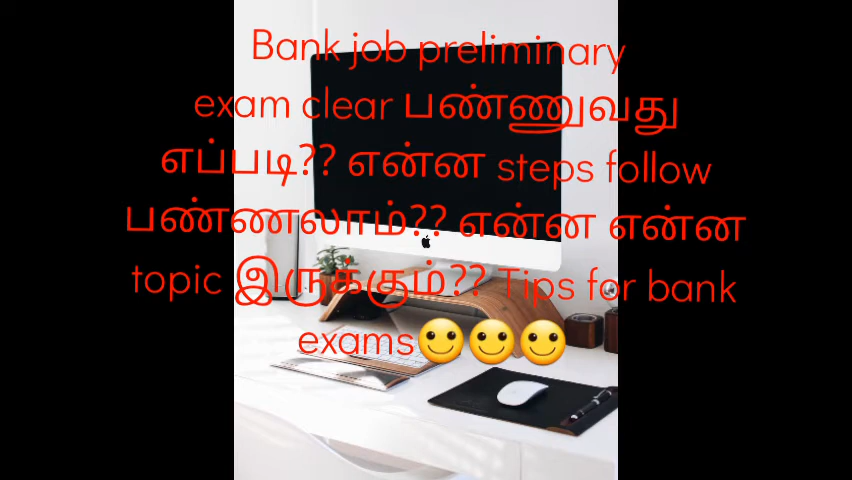 Bank job preliminary
exam clear பண்ணுவது
எப்படி?? என்ன steps follow
பண்ணலாம்?? என்ன என்ன
topic இருக்கும்?? Tips for bank
exams🙂🙂🙂